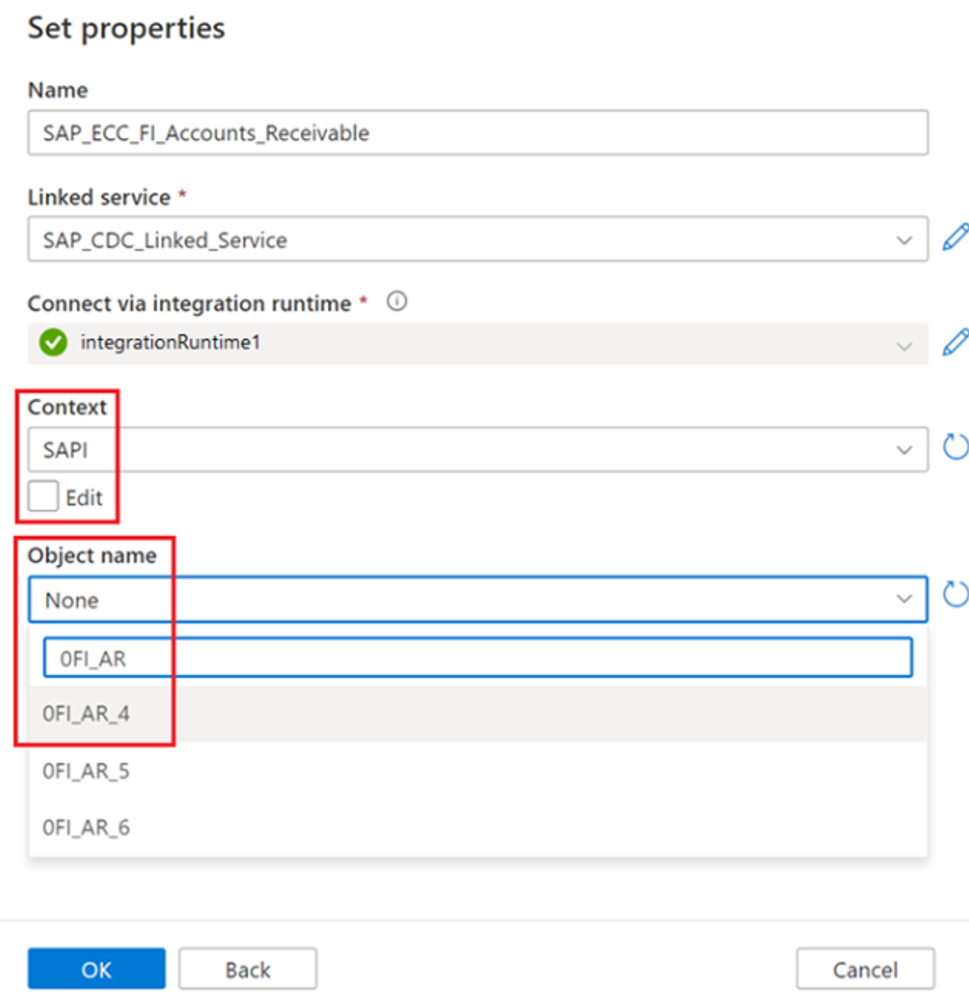 Set properties
Name
SAP_ECC_FI_Accounts_Receivable
Linked service *
SAP_CDC_Linked_Service
Connect via integration runtime *
integrationRuntime1
Context
SAPI
Edit
Object name
None
0FI_AR
0FI_AR_4
0FI_AR_5
0FI_AR_6
OK Back Cancel